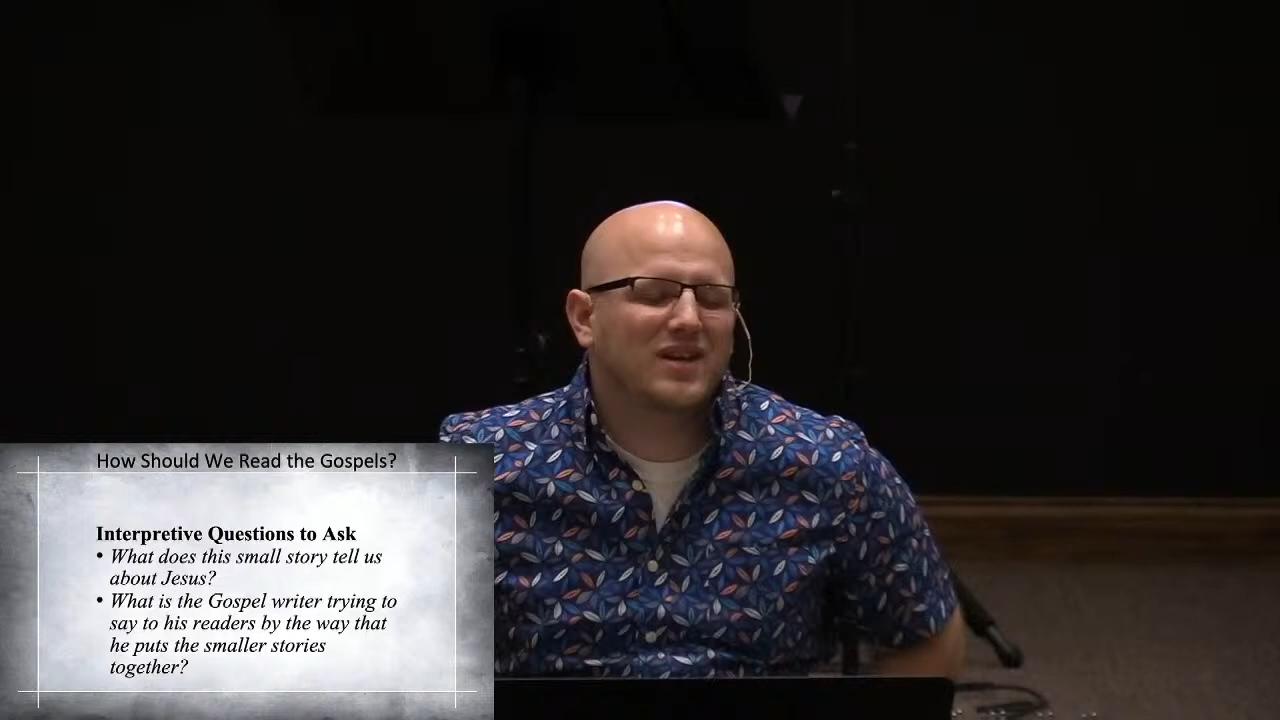 How Should We Read the Gospels?
Interpretive Questions to Ask
• What does this small story tell us
about Jesus?
• What is the Gospel writer trying to
say to his readers by the way that
he puts the smaller stories
together?